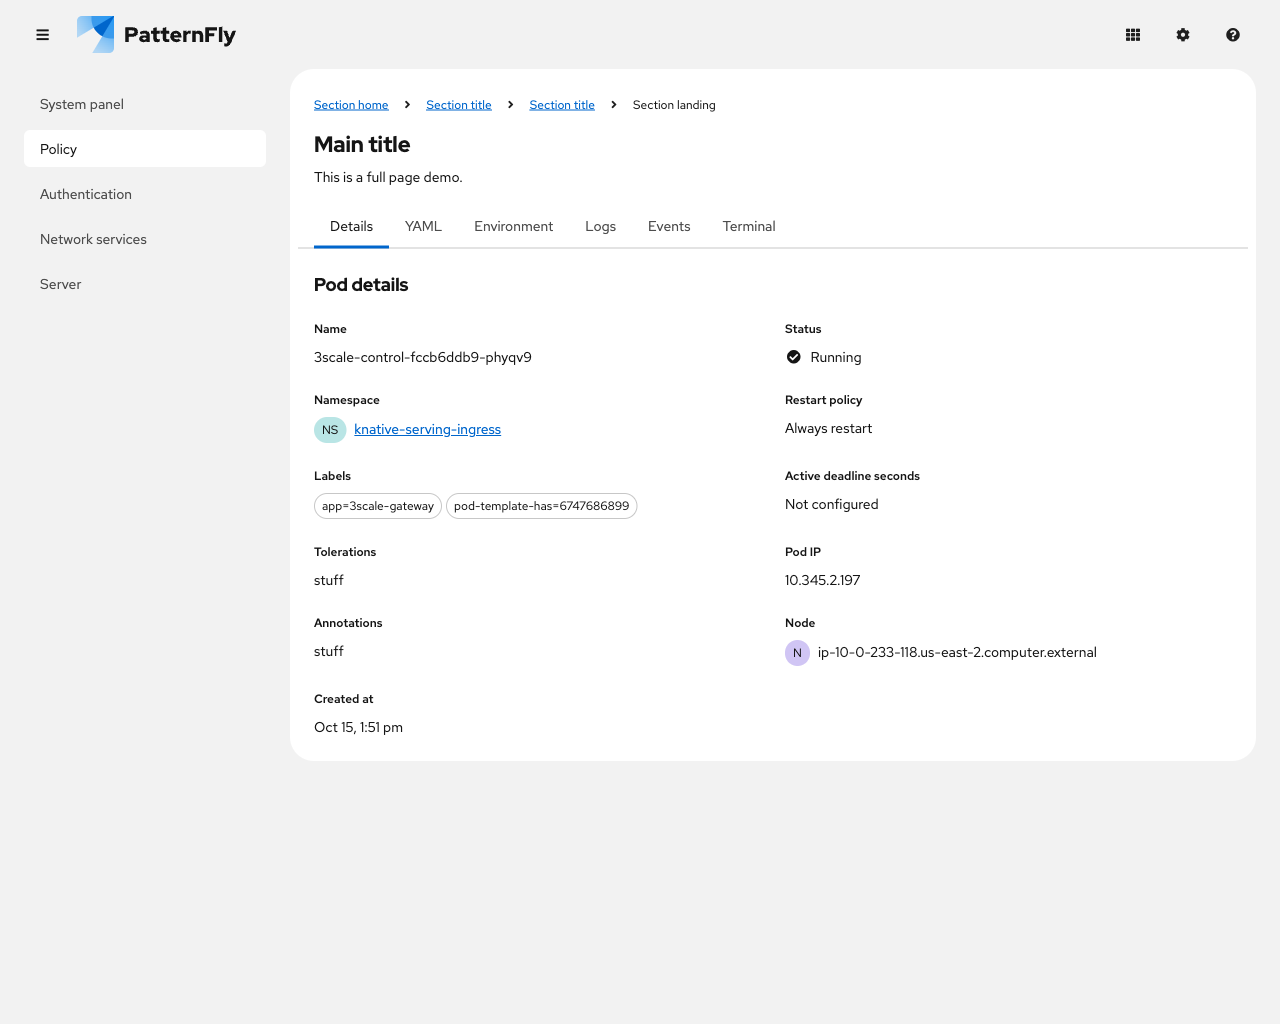 PatternFly
System panel
Policy
Authentication
Network services
Server
Section home
Section title
Section title
Section landing
Main title
This is a full page demo.
Details
YAML
Environment
Logs
Events
Terminal
Pod details
Name
3scale-control-fccb6ddb9-phyqv9
Status
Running
Namespace
NS knative-serving-ingress
Restart policy
Always restart
Labels
app=3scale-gateway
pod-template-has=6747686899
Active deadline seconds
Not configured
Tolerations
stuff
Pod IP
10.345.2.197
Annotations
stuff
Node
N ip-10-0-233-118.us-east-2.computer.external
Created at
Oct 15, 1:51 pm